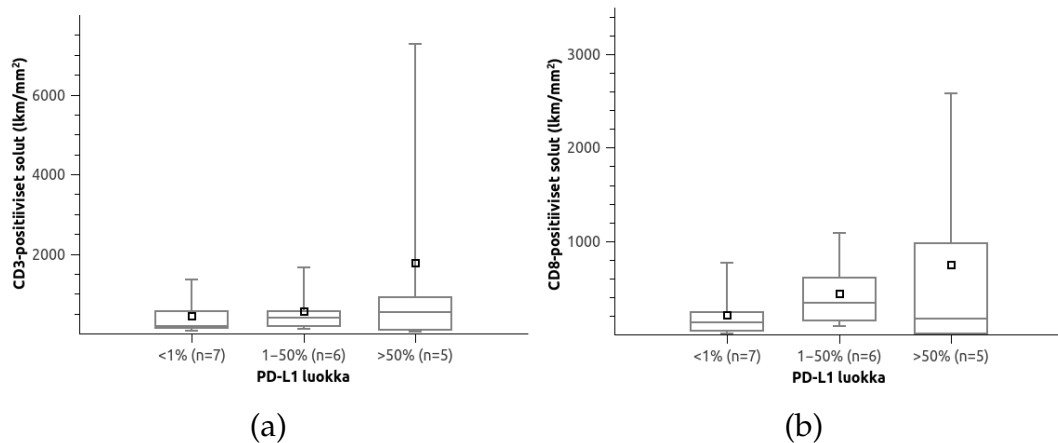 CD3-positiiviset solut (lkm/mm²)
6000
4000
2000
<1% (n=7)
1–50% (n=6)
>50% (n=5)
PD-L1 luokka
(a)
CD8-positiiviset solut (lkm/mm²)
3000
2000
1000
<1% (n=7)
1–50% (n=6)
>50% (n=5)
PD-L1 luokka
(b)